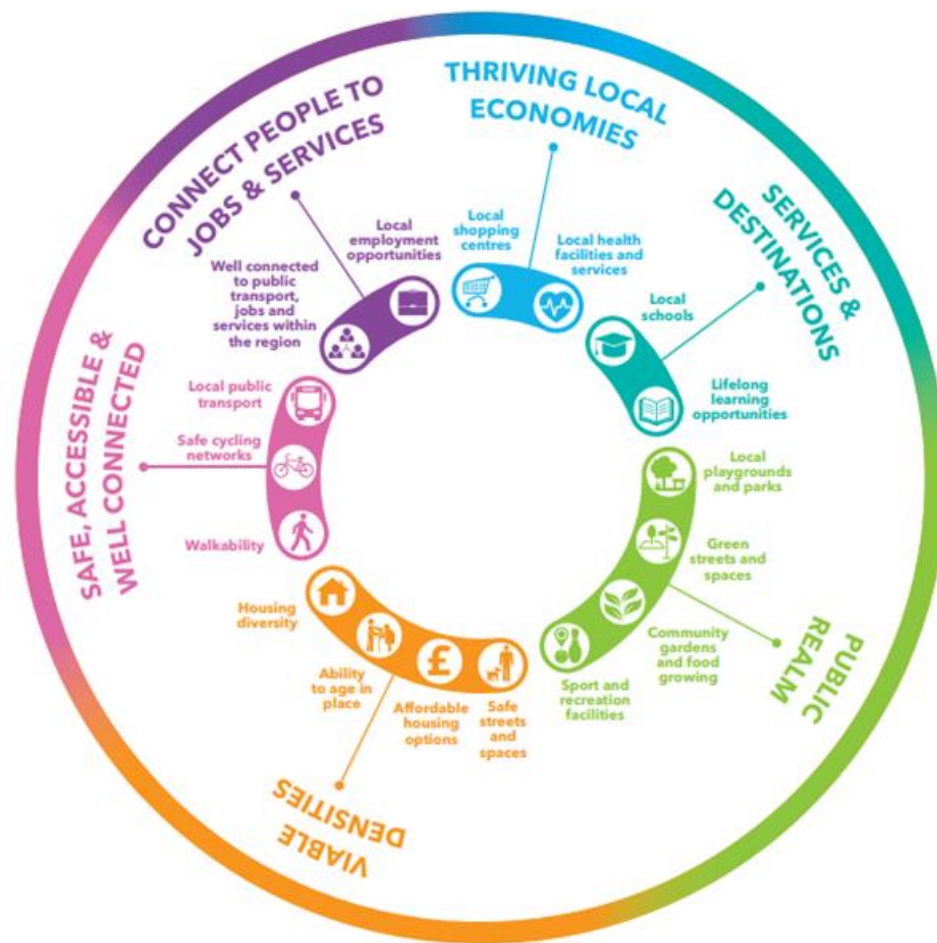 CONNECT PEOPLE TO
JOBS & SERVICES
Local
employment
opportunities
Well connected
to public
transport,
jobs and
services within
the region
THRIVING LOCAL
ECONOMIES
Local
shopping
centres
Local health
facilities and
services
SERVICES &
DESTINATIONS
Local
schools
Lifelong
learning
opportunities
PUBLIC
REALM
Local
playgrounds
and parks
Green
streets and
spaces
Community
gardens
and food
growing
Sport and
recreation
facilities
VIABLE
DENSITIES
Safe
streets
and
spaces
£
Affordable
housing
options
Ability
to age in
place
Housing
diversity
SAFE, ACCESSIBLE &
WELL CONNECTED
Walkability
Safe cycling
networks
Local public
transport